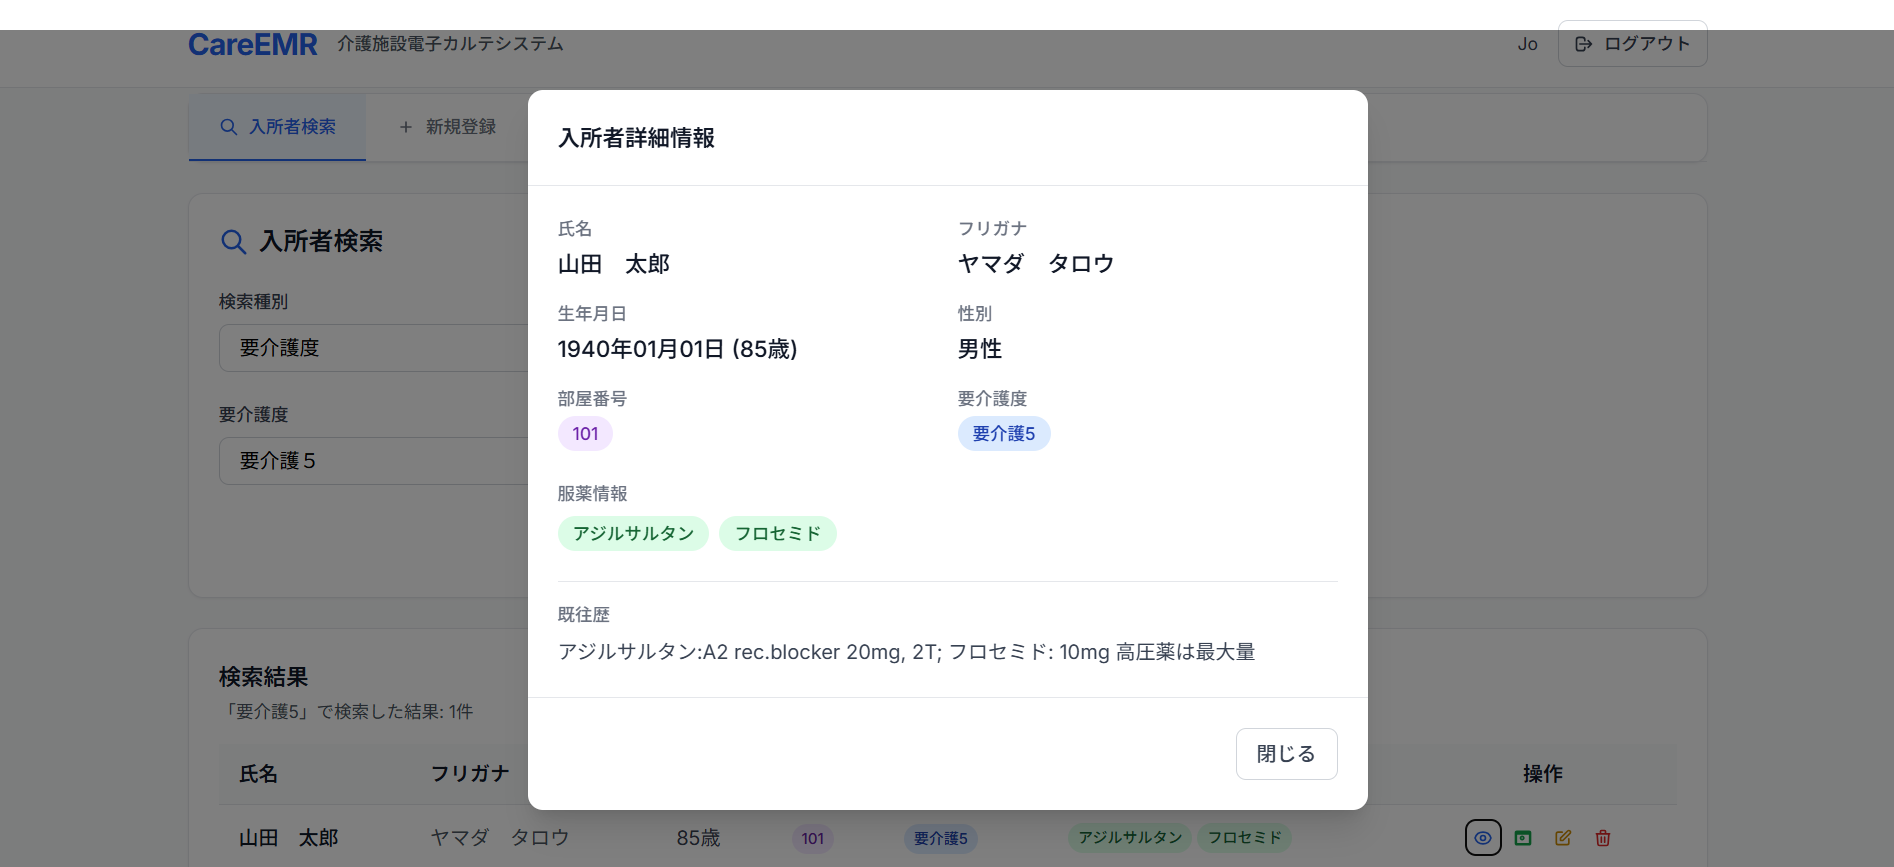 CareEMR 介護施設電子カルテシステム Jo ログアウト
入所者検索 新規登録
入所者検索
検索種別
要介護度
要介護度
要介護５
入所者詳細情報
氏名 フリガナ
山田　太郎 ヤマダ　タロウ
生年月日 性別
1940年01月01日 (85歳) 男性
部屋番号 要介護度
101 要介護5
服薬情報
アジルサルタン フロセミド
既往歴
アジルサルタン:A2 rec.blocker 20mg, 2T; フロセミド: 10mg 高圧薬は最大量
閉じる
検索結果
「要介護5」で検索した結果: 1件
氏名 フリガナ 操作
山田　太郎 ヤマダ　タロウ 85歳 101 要介護5 アジルサルタン フロセミド